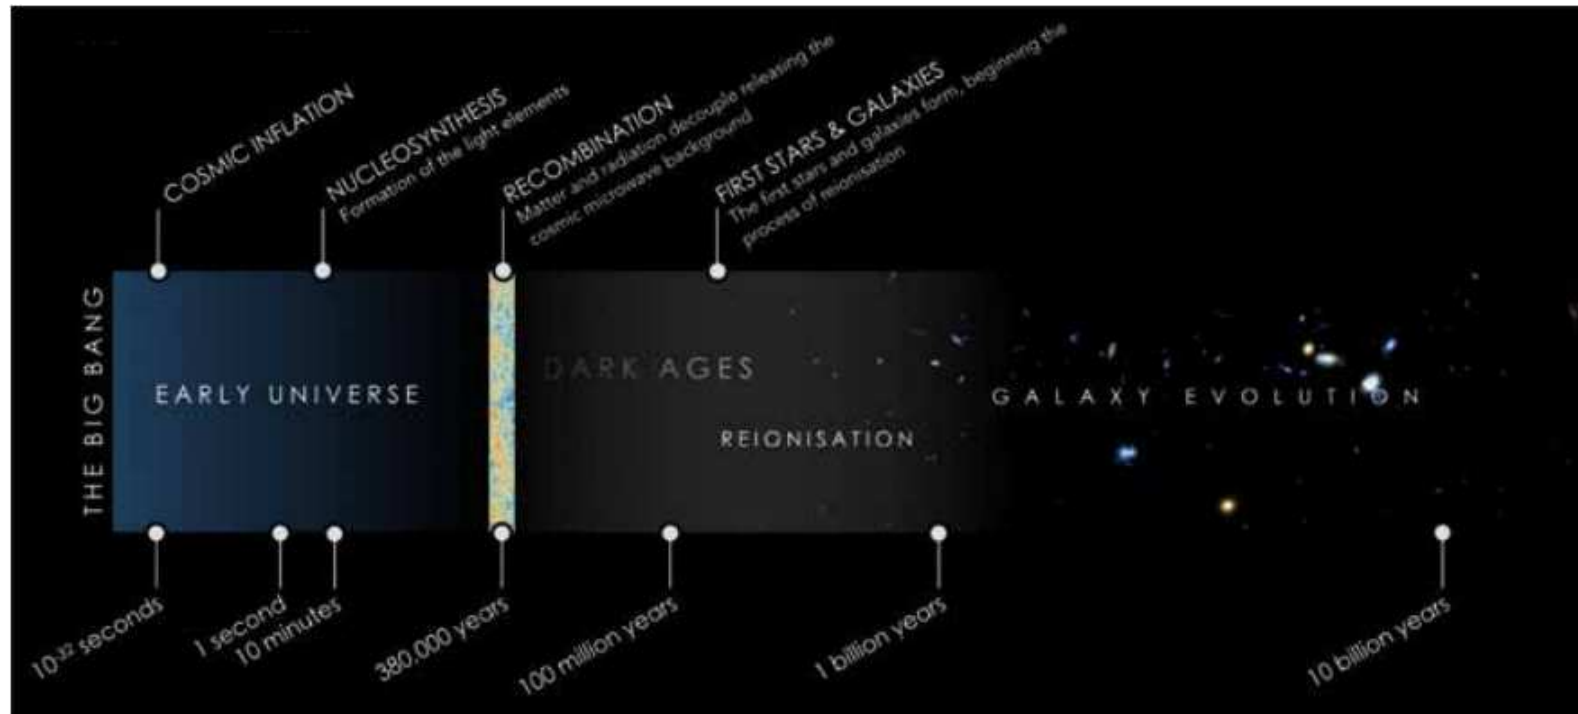 COSMIC INFLATION
NUCLEOSYNTHESIS
Formation of the light elements
RECOMBINATION
Matter and radiation decouple releasing the
cosmic microwave background
FIRST STARS & GALAXIES
The first stars and galaxies form, beginning the
process of reionisation
THE BIG BANG
EARLY UNIVERSE
DARK AGES
REIONISATION
GALAXY EVOLUTION
10⁻³² seconds
1 second
10 minutes
380,000 years
100 million years
1 billion years
10 billion years